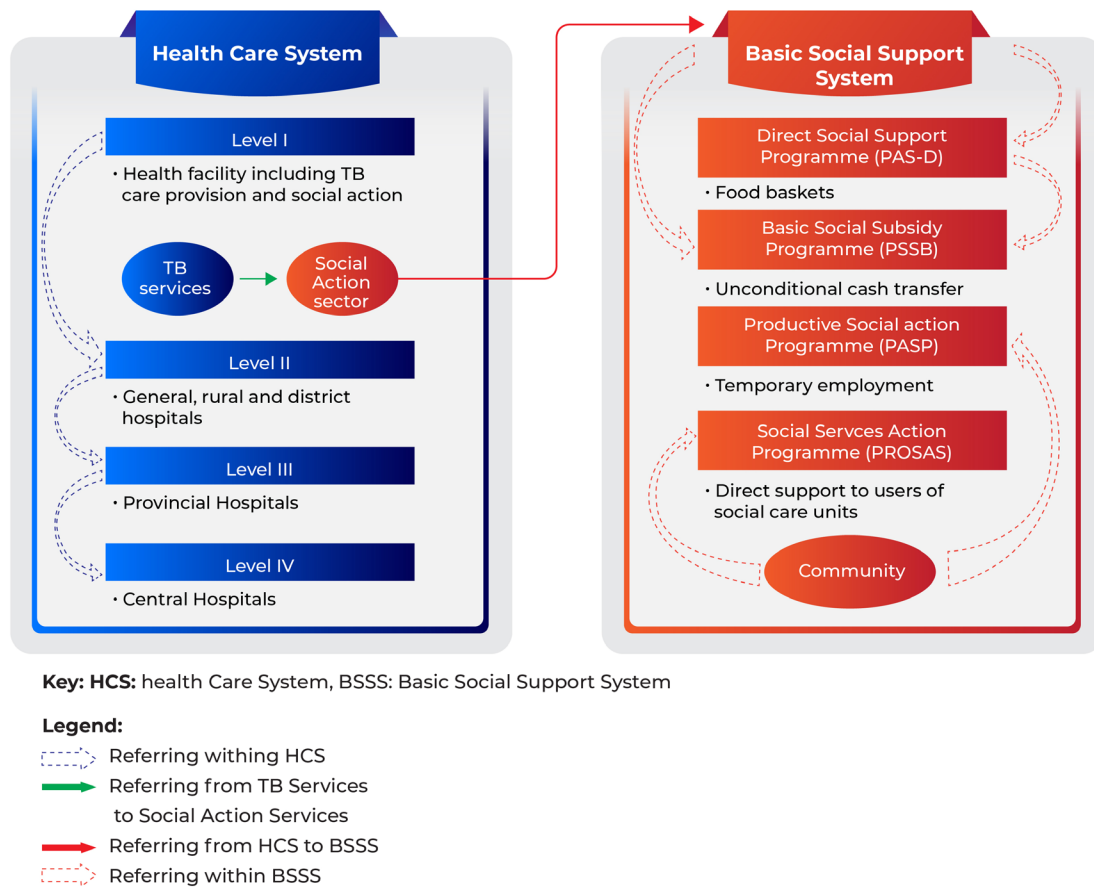 Health Care System
Level I
· Health facility including TB
care provision and social action
TB
services
Social
Action
sector
Level II
· General, rural and district
hospitals
Level III
· Provincial Hospitals
Level IV
· Central Hospitals
Basic Social Support
System
Direct Social Support
Programme (PAS-D)
· Food baskets
Basic Social Subsidy
Programme (PSSB)
· Unconditional cash transfer
Productive Social action
Programme (PASP)
· Temporary employment
Social Servces Action
Programme (PROSAS)
· Direct support to users of
social care units
Community
Key: HCS: health Care System, BSSS: Basic Social Support System
Legend:
Referring withing HCS
Referring from TB Services
to Social Action Services
Referring from HCS to BSSS
Referring within BSSS